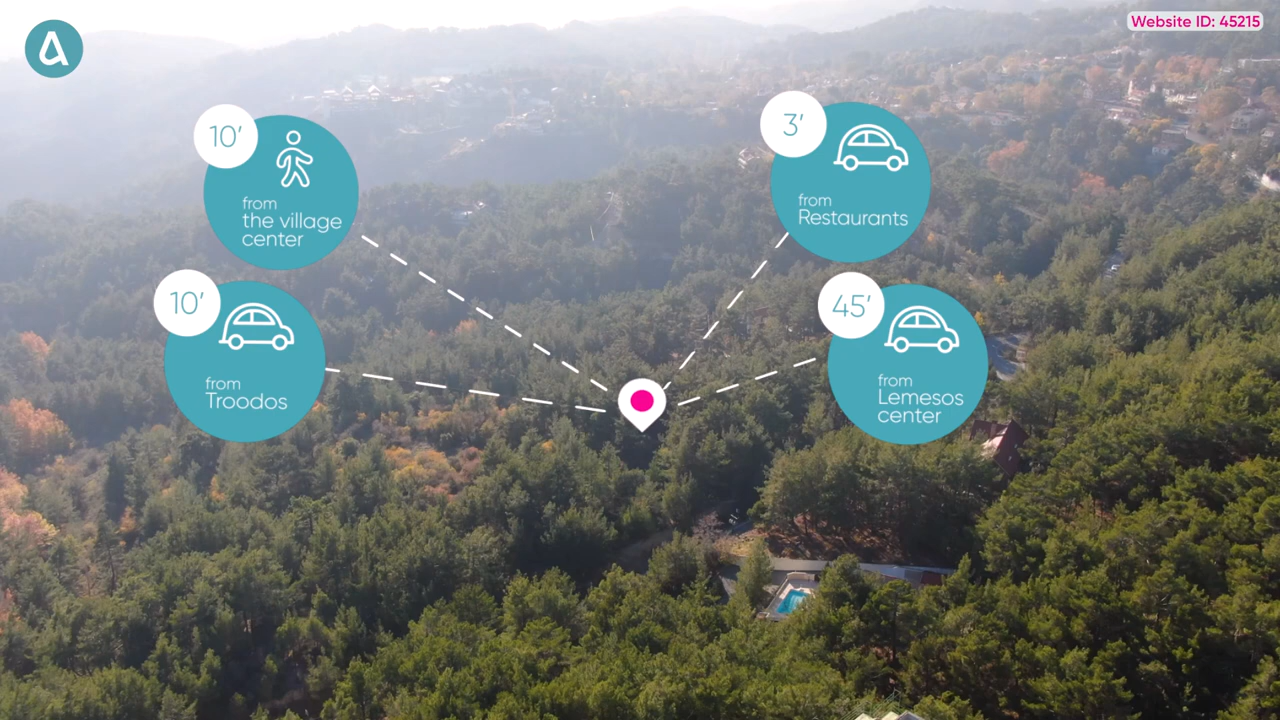 Website ID: 45215
10′
from
the village
center
3′
from
Restaurants
10′
from
Troodos
45′
from
Lemesos
center